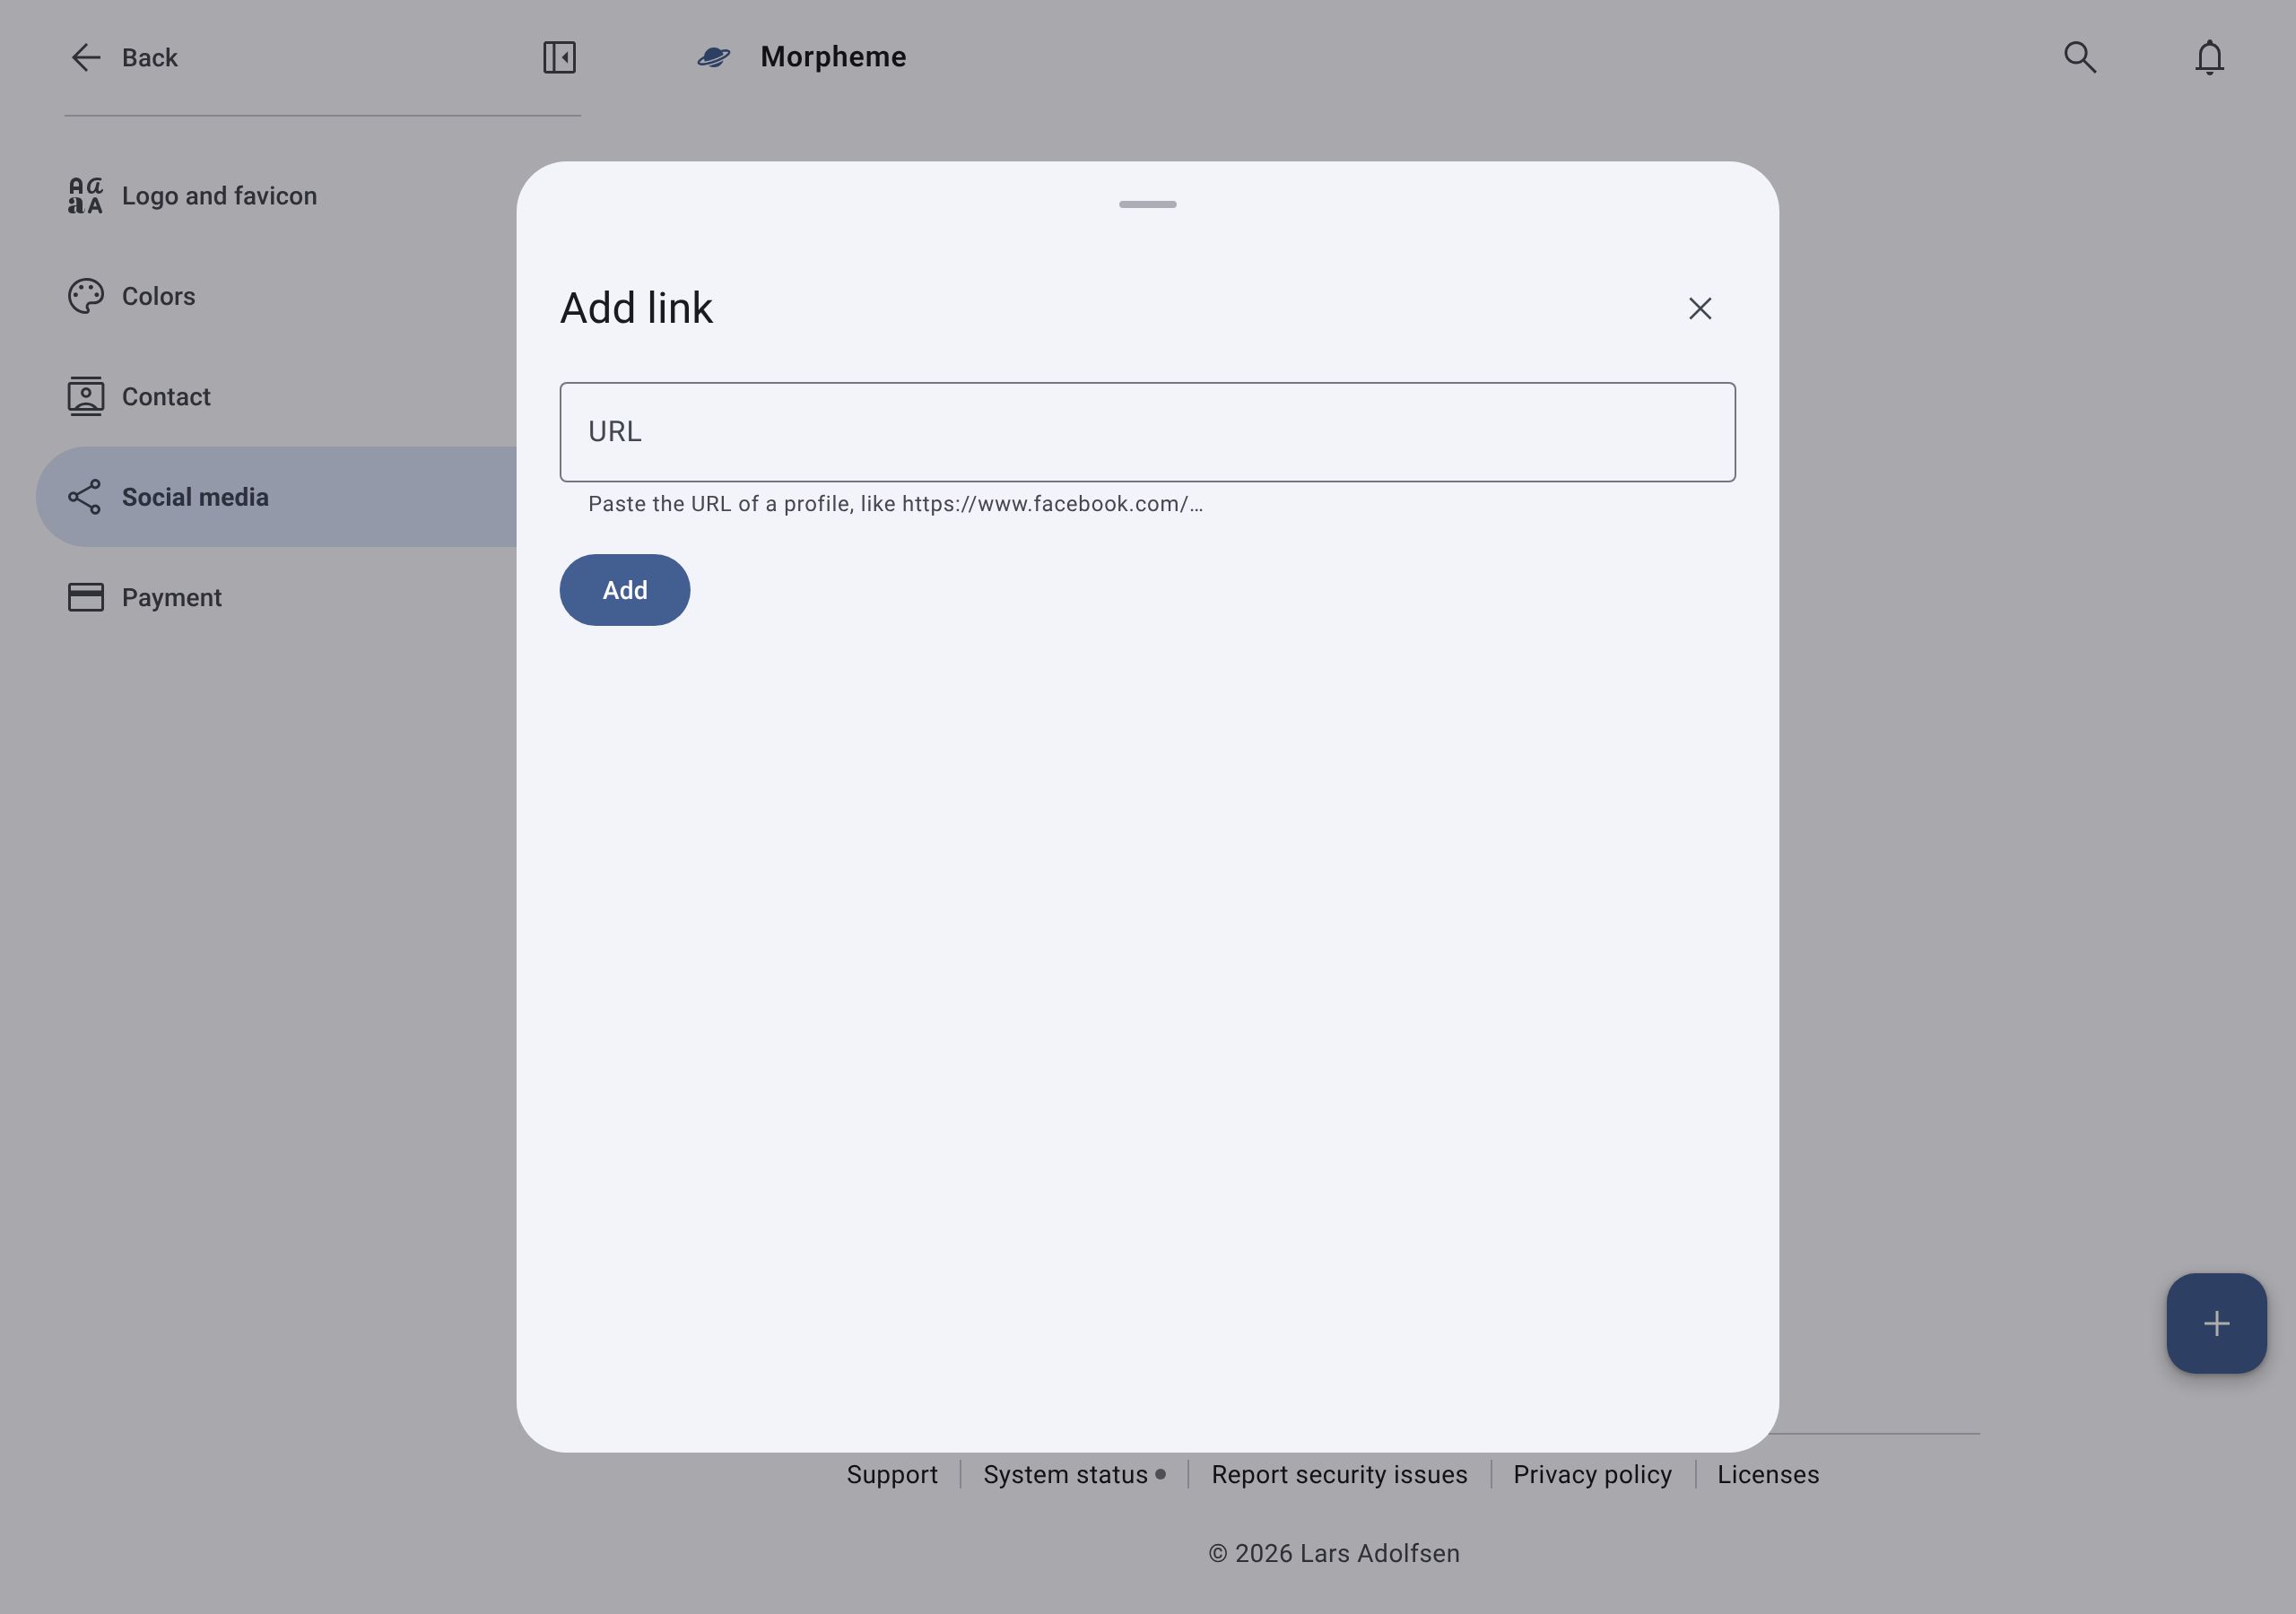 Back
Morpheme
Logo and favicon
Colors
Contact
Social media
Payment
Add link
URL
Paste the URL of a profile, like https://www.facebook.com/…
Add
Support
System status
Report security issues
Privacy policy
Licenses
© 2026 Lars Adolfsen